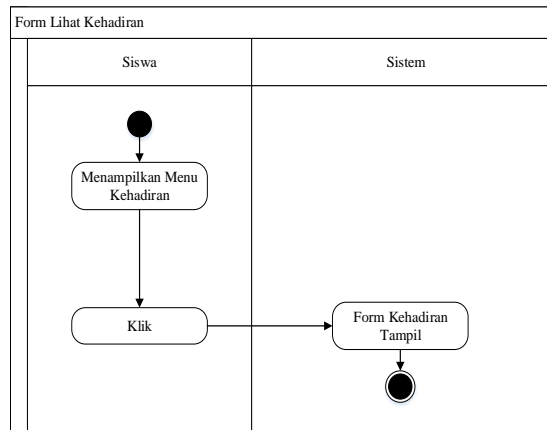 Form Lihat Kehadiran
Siswa
Sistem
Menampilkan Menu
Kehadiran
Klik
Form Kehadiran
Tampil